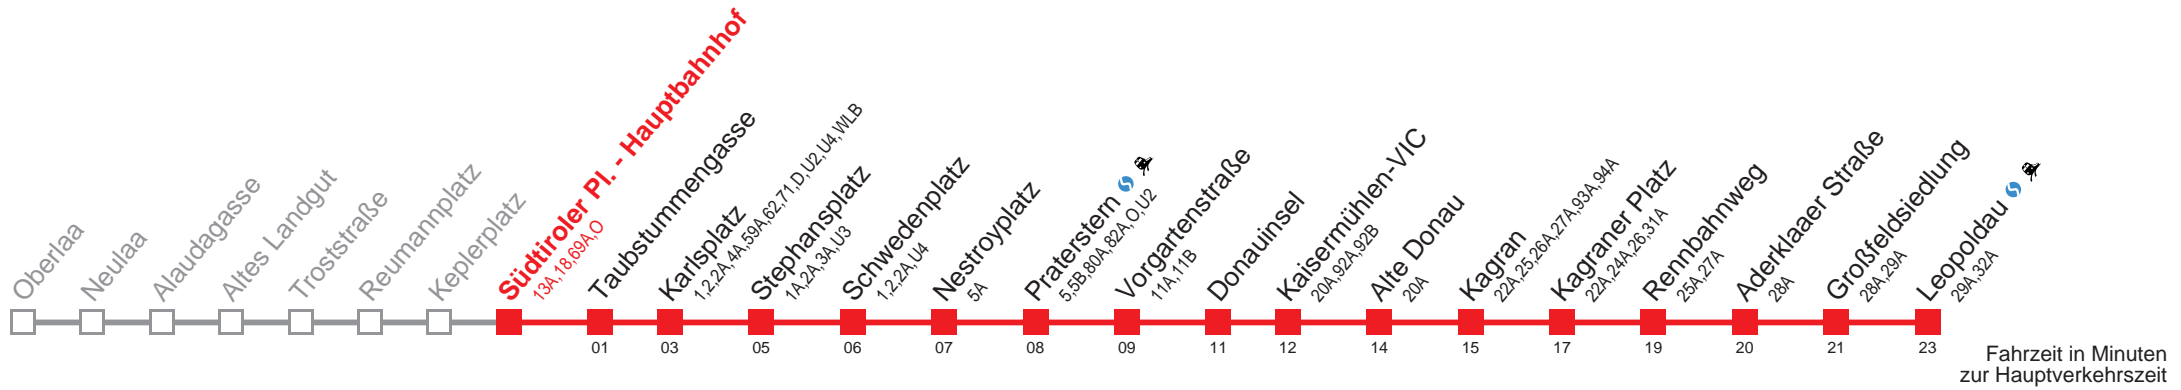 Oberlaa
Neulaa
Alaudagasse
Altes Landgut
Troststraße
Reumannplatz
Keplerplatz
Südtiroler Pl. - Hauptbahnhof
13A,18,69A,O
Taubstummengasse
Karlsplatz
1,2,2A,4A,59A,62,71,D,U2,U4,WLB
Stephansplatz
1A,2A,3A,U3
Schwedenplatz
1,2,2A,U4
Nestroyplatz
5A
Praterstern
5,5B,80A,82A,O,U2
Vorgartenstraße
11A,11B
Donauinsel
Kaisermühlen-VIC
20A,92A,92B
Alte Donau
20A
Kagran
22A,25,26A,27A,93A,94A
Kagraner Platz
22A,24A,26,31A
Rennbahnweg
25A,27A
Aderklaaer Straße
28A
Großfeldsiedlung
28A,29A
Leopoldau
29A,32A
01 03 05 06 07 08 09 11 12 14 15 17 19 20 21 23
Fahrzeit in Minuten
zur Hauptverkehrszeit